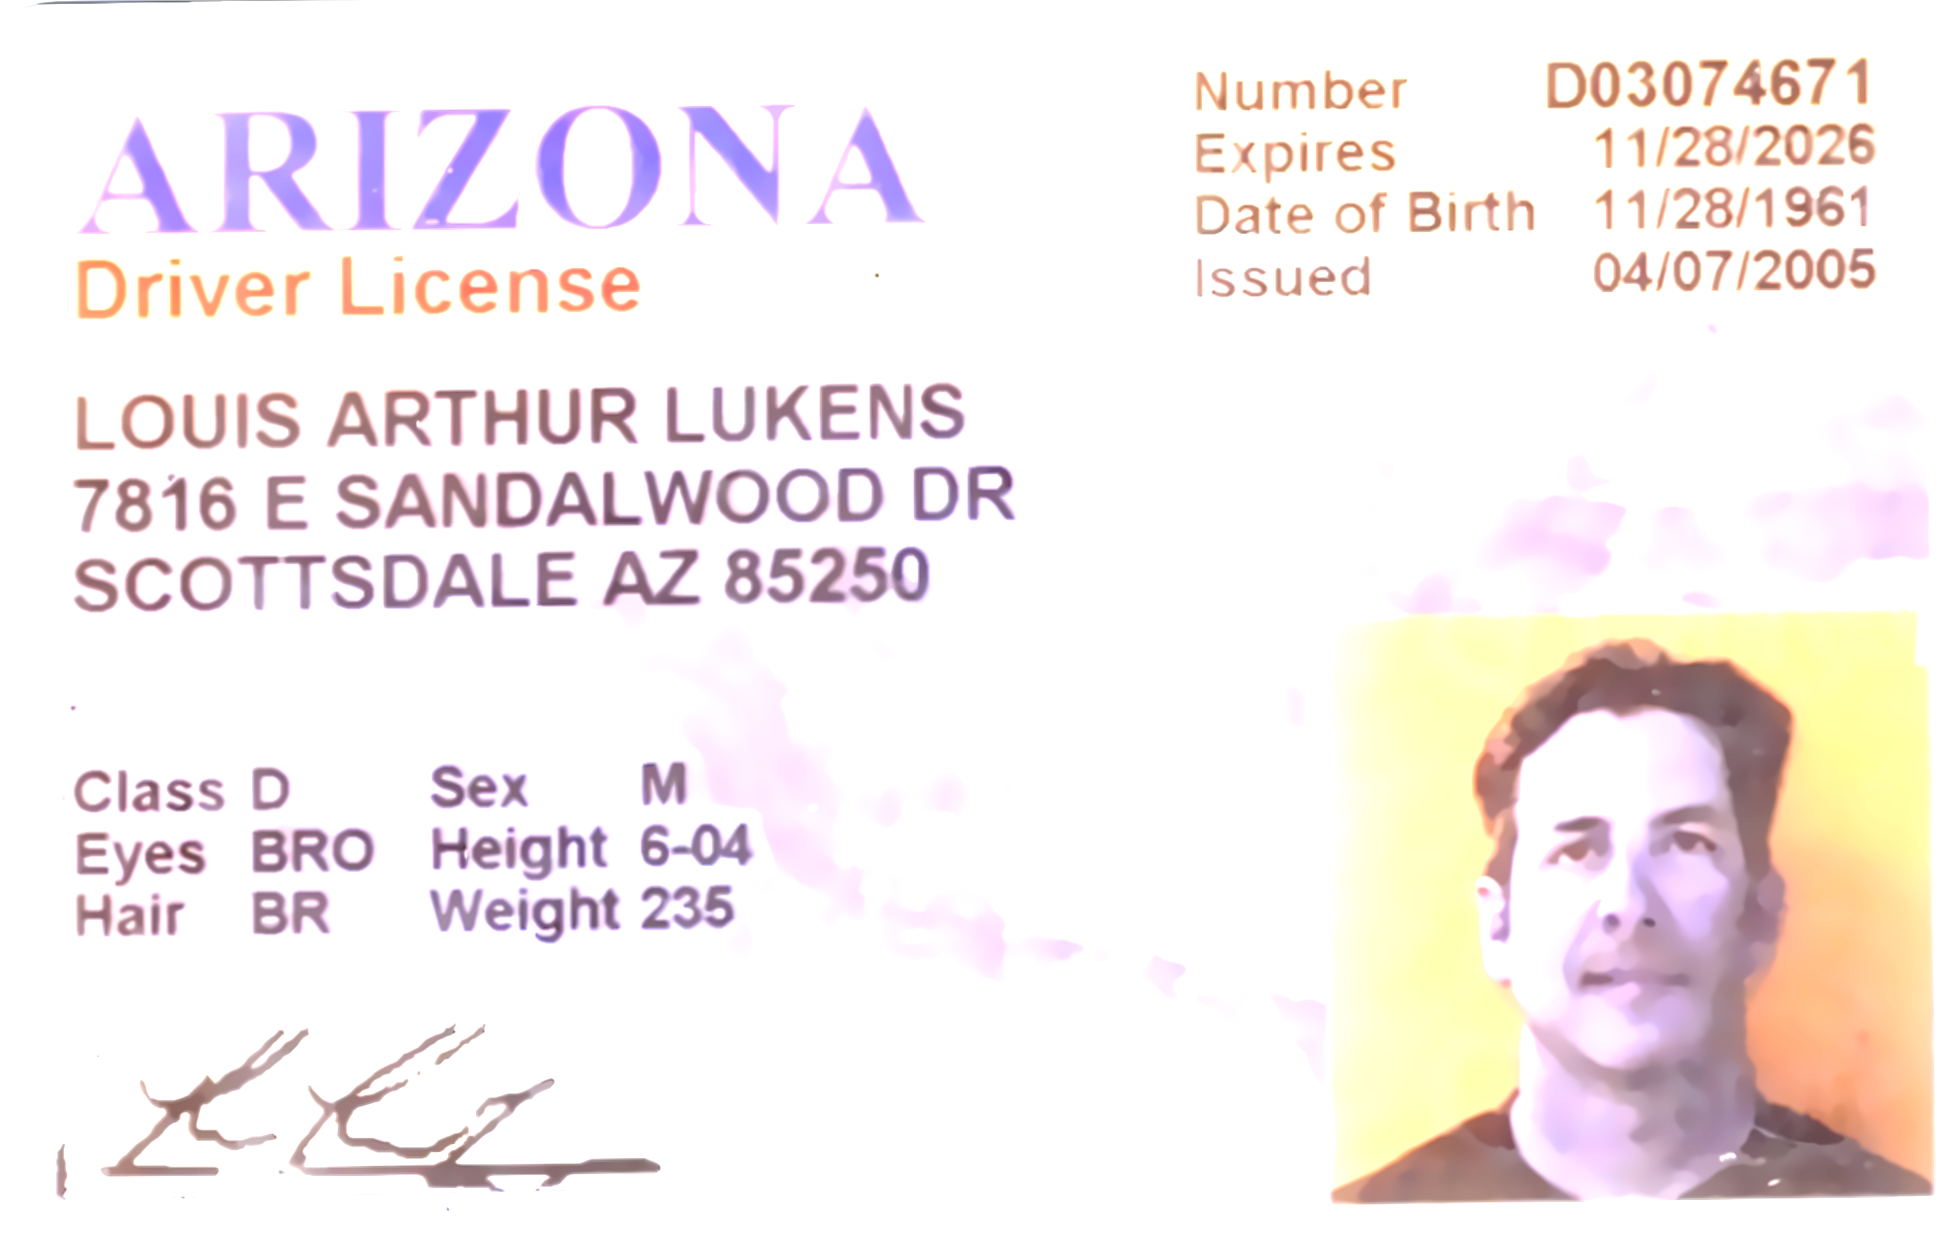 ARIZONA
Driver License
Number D03074671
Expires 11/28/2026
Date of Birth 11/28/1961
Issued 04/07/2005
LOUIS ARTHUR LUKENS
7816 E SANDALWOOD DR
SCOTTSDALE AZ 85250
Class D Sex M
Eyes BRO Height 6-04
Hair BR Weight 235